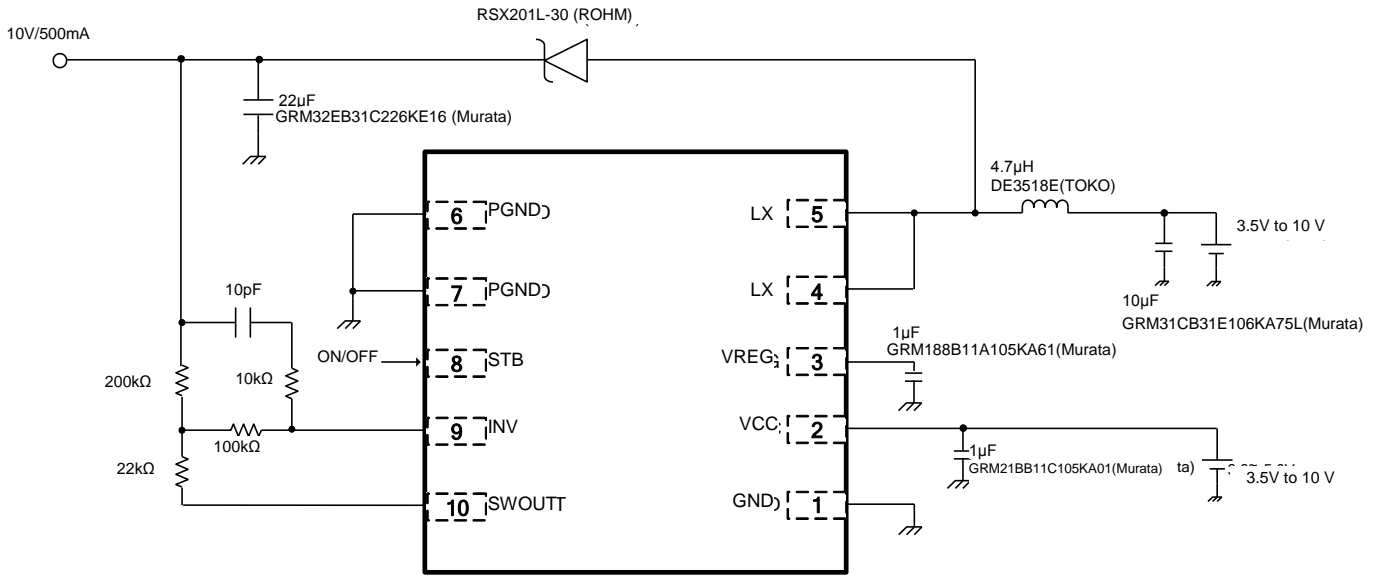 RSX201L-30 (ROHM)
10V/500mA
22µF
GRM32EB31C226KE16 (Murata)
4.7µH
DE3518E(TOKO)
6 PGND
LX 5
3.5V to 10 V
7 PGND
LX 4
10pF
10µF
GRM31CB31E106KA75L(Murata)
1µF
GRM188B11A105KA61(Murata)
ON/OFF
8 STB
VREG 3
200kΩ
10kΩ
9 INV
VCC 2
100kΩ
22kΩ
1µF
GRM21BB11C105KA01(Murata) ta)
3.5V to 10 V
10 SWOUTT
GND 1